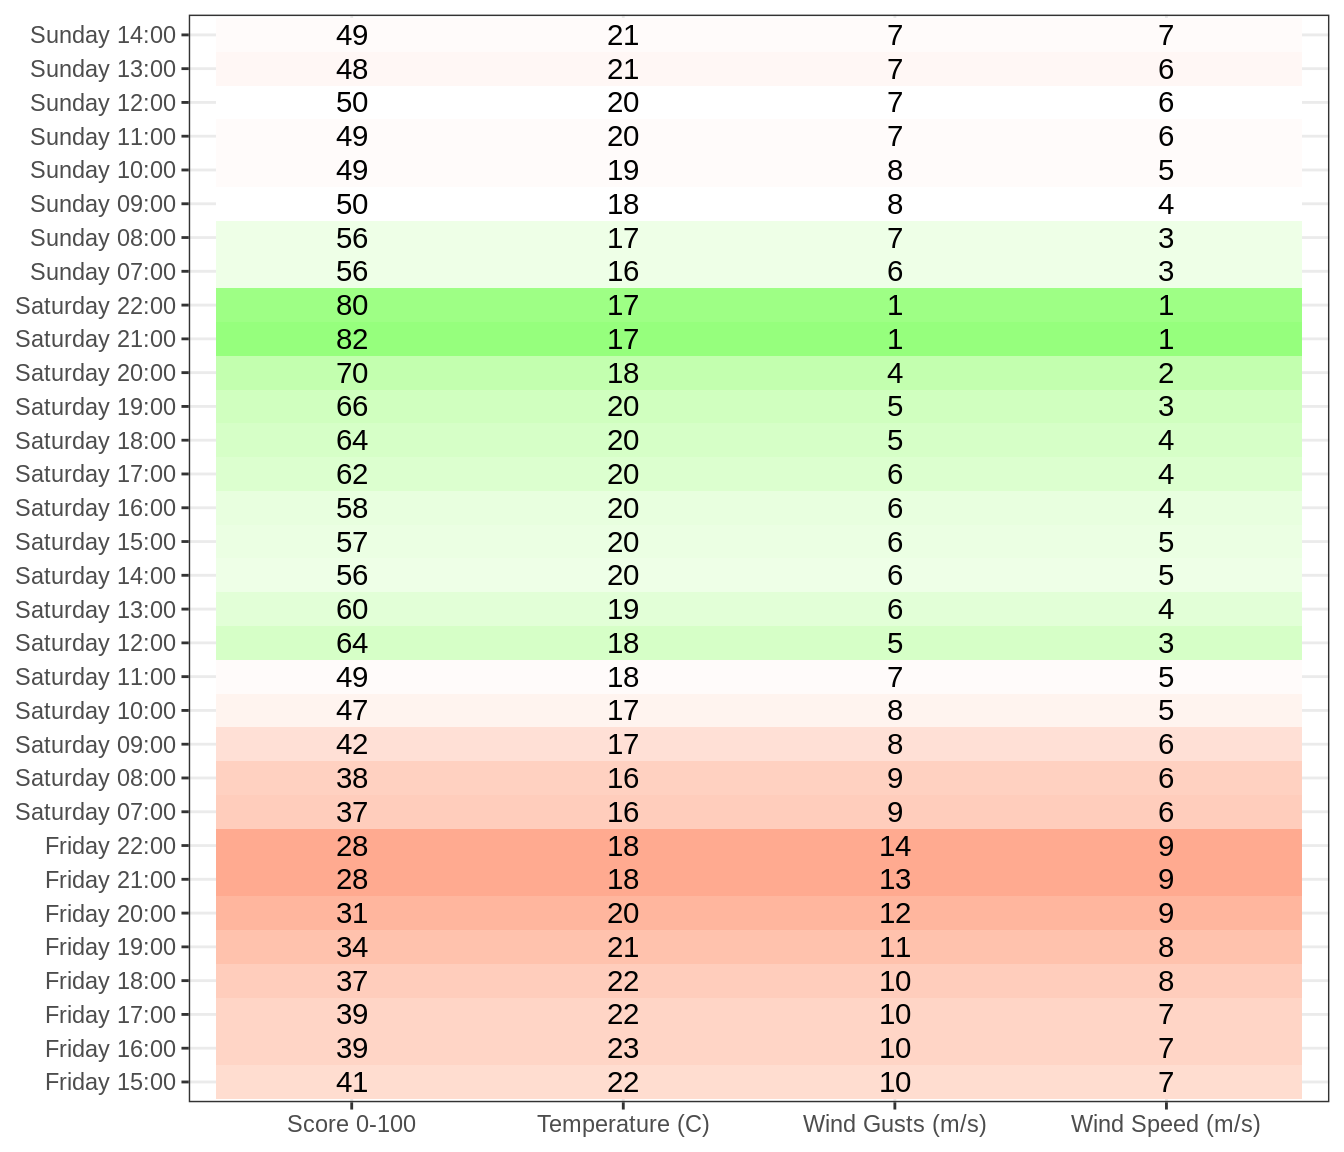 Sunday 14:00 49 21 7 7
Sunday 13:00 48 21 7 6
Sunday 12:00 50 20 7 6
Sunday 11:00 49 20 7 6
Sunday 10:00 49 19 8 5
Sunday 09:00 50 18 8 4
Sunday 08:00 56 17 7 3
Sunday 07:00 56 16 6 3
Saturday 22:00 80 17 1 1
Saturday 21:00 82 17 1 1
Saturday 20:00 70 18 4 2
Saturday 19:00 66 20 5 3
Saturday 18:00 64 20 5 4
Saturday 17:00 62 20 6 4
Saturday 16:00 58 20 6 4
Saturday 15:00 57 20 6 5
Saturday 14:00 56 20 6 5
Saturday 13:00 60 19 6 4
Saturday 12:00 64 18 5 3
Saturday 11:00 49 18 7 5
Saturday 10:00 47 17 8 5
Saturday 09:00 42 17 8 6
Saturday 08:00 38 16 9 6
Saturday 07:00 37 16 9 6
Friday 22:00 28 18 14 9
Friday 21:00 28 18 13 9
Friday 20:00 31 20 12 9
Friday 19:00 34 21 11 8
Friday 18:00 37 22 10 8
Friday 17:00 39 22 10 7
Friday 16:00 39 23 10 7
Friday 15:00 41 22 10 7
Score 0-100 Temperature (C) Wind Gusts (m/s) Wind Speed (m/s)